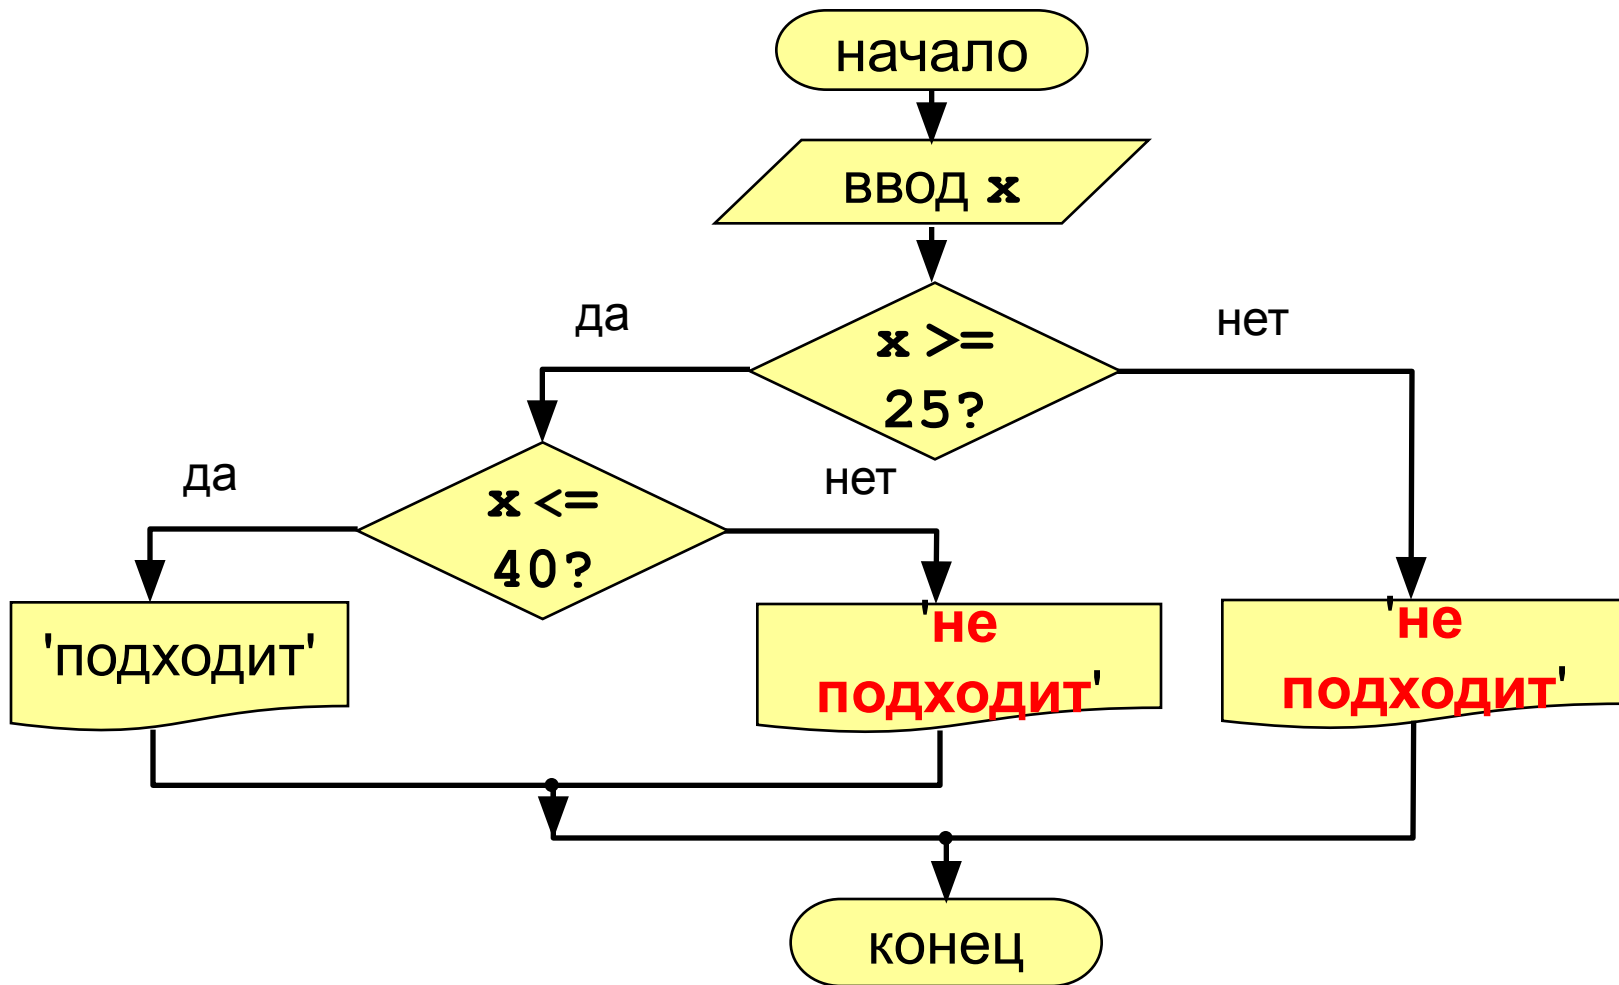 начало
ввод x
да
нет
x >=
25?
да
нет
x <=
40?
'подходит'
'не
подходит'
'не
подходит'
конец